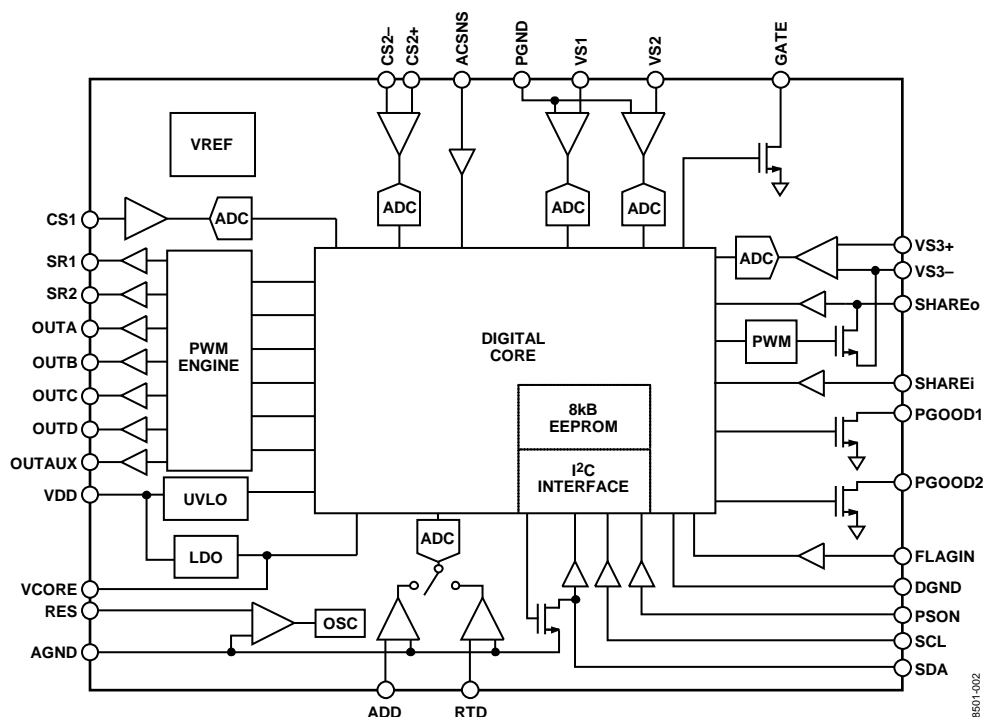 CS2–
CS2+
ACSNS
PGND
VS1
VS2
GATE
VREF
ADC
ADC
ADC
CS1
ADC
ADC
VS3+
VS3–
SR1
SR2
OUTA
OUTB
OUTC
OUTD
OUTAUX
PWM
ENGINE
DIGITAL
CORE
SHAREo
PWM
SHAREi
8kB
EEPROM
I2C
INTERFACE
PGOOD1
PGOOD2
VDD
UVLO
LDO
VCORE
ADC
FLAGIN
DGND
RES
OSC
PSON
SCL
AGND
SDA
ADD
RTD
8501-002